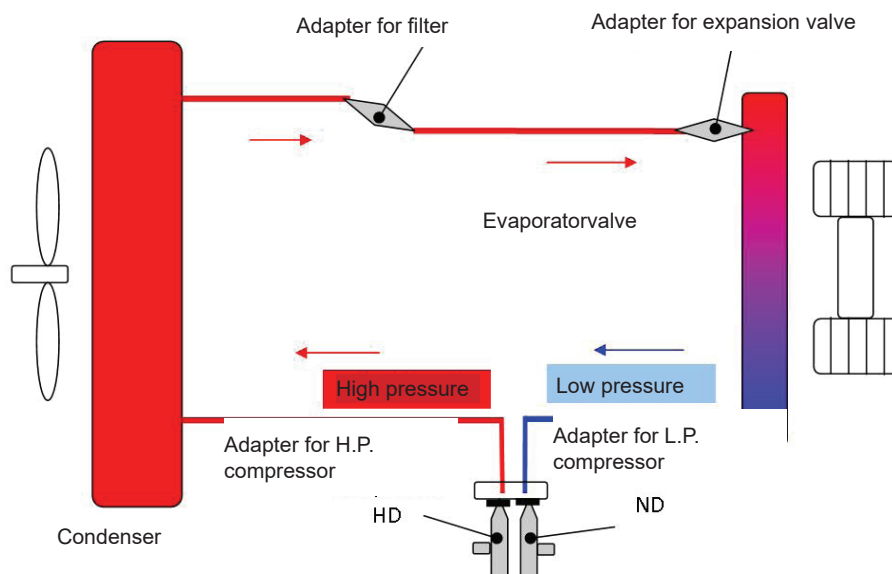 Adapter for filter
Adapter for expansion valve
Evaporatorvalve
High pressure
Low pressure
Adapter for H.P.
compressor
Adapter for L.P.
compressor
HD
ND
Condenser